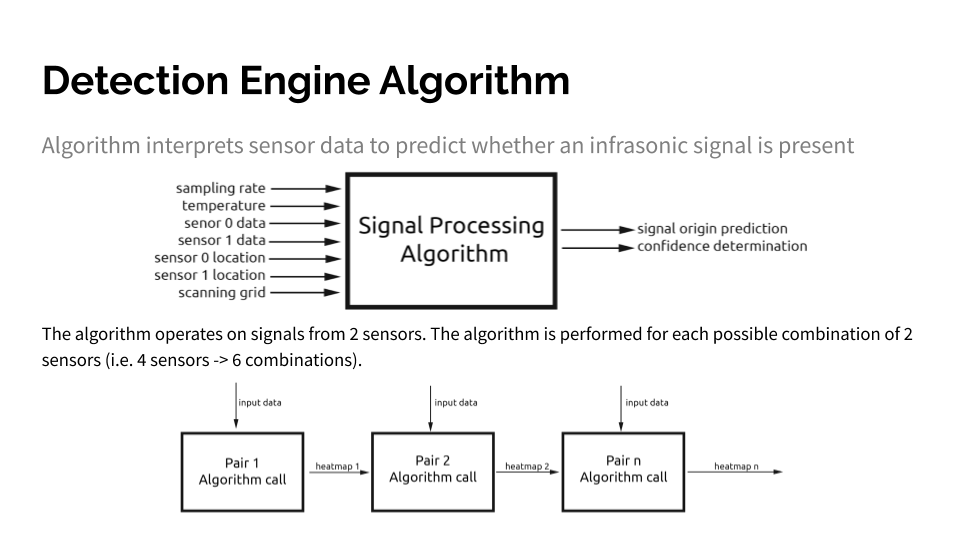 Detection Engine Algorithm
Algorithm interprets sensor data to predict whether an infrasonic signal is present
sampling rate
temperature
senor 0 data
sensor 1 data
sensor 0 location
sensor 1 location
scanning grid
Signal Processing
Algorithm
signal origin prediction
confidence determination
The algorithm operates on signals from 2 sensors. The algorithm is performed for each possible combination of 2
sensors (i.e. 4 sensors -> 6 combinations).
input data
input data
input data
Pair 1
Algorithm call
heatmap 1
Pair 2
Algorithm call
heatmap 2
Pair n
Algorithm call
heatmap n